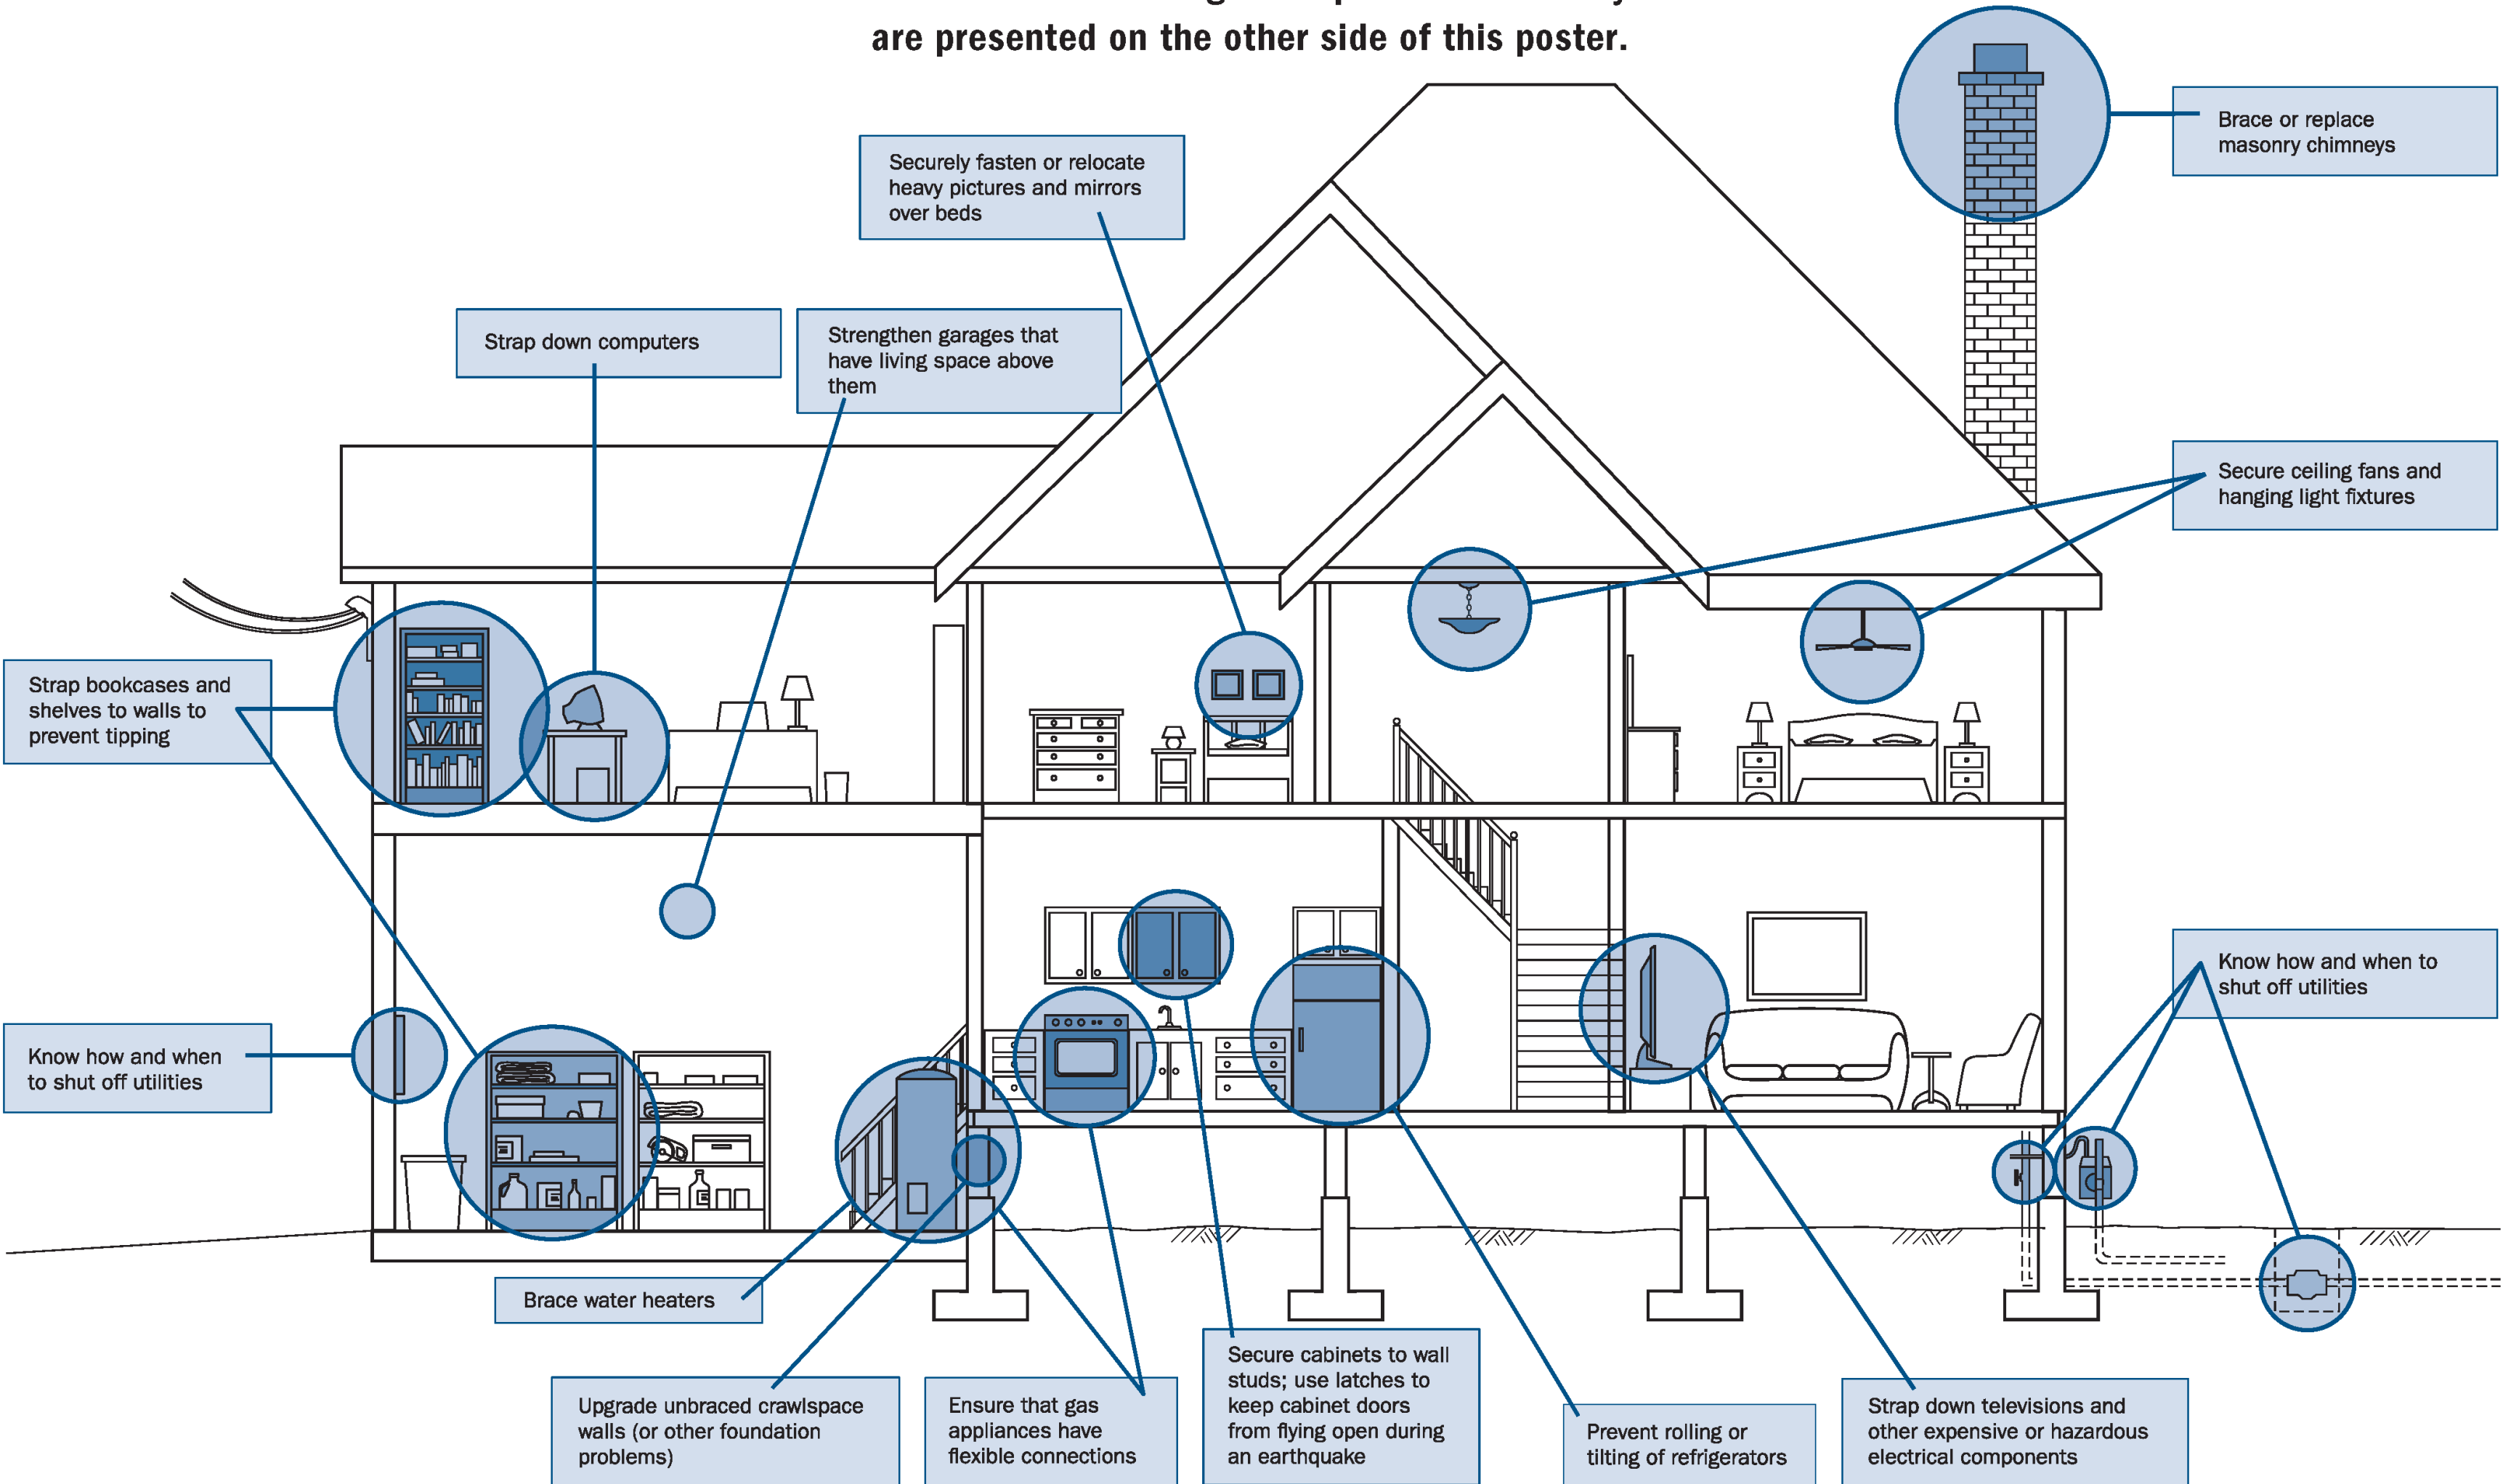 are presented on the other side of this poster.
Brace or replace
masonry chimneys
Securely fasten or relocate
heavy pictures and mirrors
over beds
Strap down computers
Strengthen garages that
have living space above
them
Secure ceiling fans and
hanging light fixtures
Strap bookcases and
shelves to walls to
prevent tipping
Know how and when to
shut off utilities
Know how and when
to shut off utilities
Brace water heaters
Upgrade unbraced crawlspace
walls (or other foundation
problems)
Ensure that gas
appliances have
flexible connections
Secure cabinets to wall
studs; use latches to
keep cabinet doors
from flying open during
an earthquake
Prevent rolling or
tilting of refrigerators
Strap down televisions and
other expensive or hazardous
electrical components